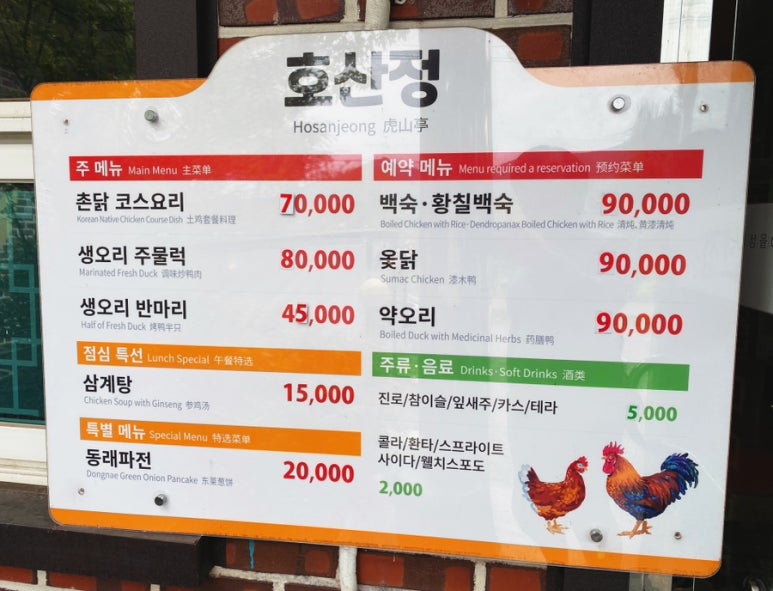 호산정
Hosanjeong 虎山亭
주 메뉴 Main Menu 主菜单
촌닭 코스요리 70,000
Korean Native Chicken Course Dish 土鸡套餐料理
생오리 주물럭 80,000
Marinated Fresh Duck 调味炒鸭肉
생오리 반마리 45,000
Half of Fresh Duck 烤鸭半只
점심 특선 Lunch Special 午餐特选
삼계탕 15,000
Chicken Soup with Ginseng 参鸡汤
특별 메뉴 Special Menu 特选菜单
동래파전 20,000
Dongnae Green Onion Pancake 东莱葱饼
예약 메뉴 Menu required a reservation 预约菜单
백숙·황칠백숙 90,000
Boiled Chicken with Rice·Dendropanax Boiled Chicken with Rice 清炖、黄漆清炖
옻닭 90,000
Sumac Chicken 漆木鸭
약오리 90,000
Boiled Duck with Medicinal Herbs 药膳鸭
주류·음료 Drinks·Soft Drinks 酒类
진로/참이슬/잎새주/카스/테라 5,000
콜라/환타/스프라이트
사이다/웰치스포도
2,000